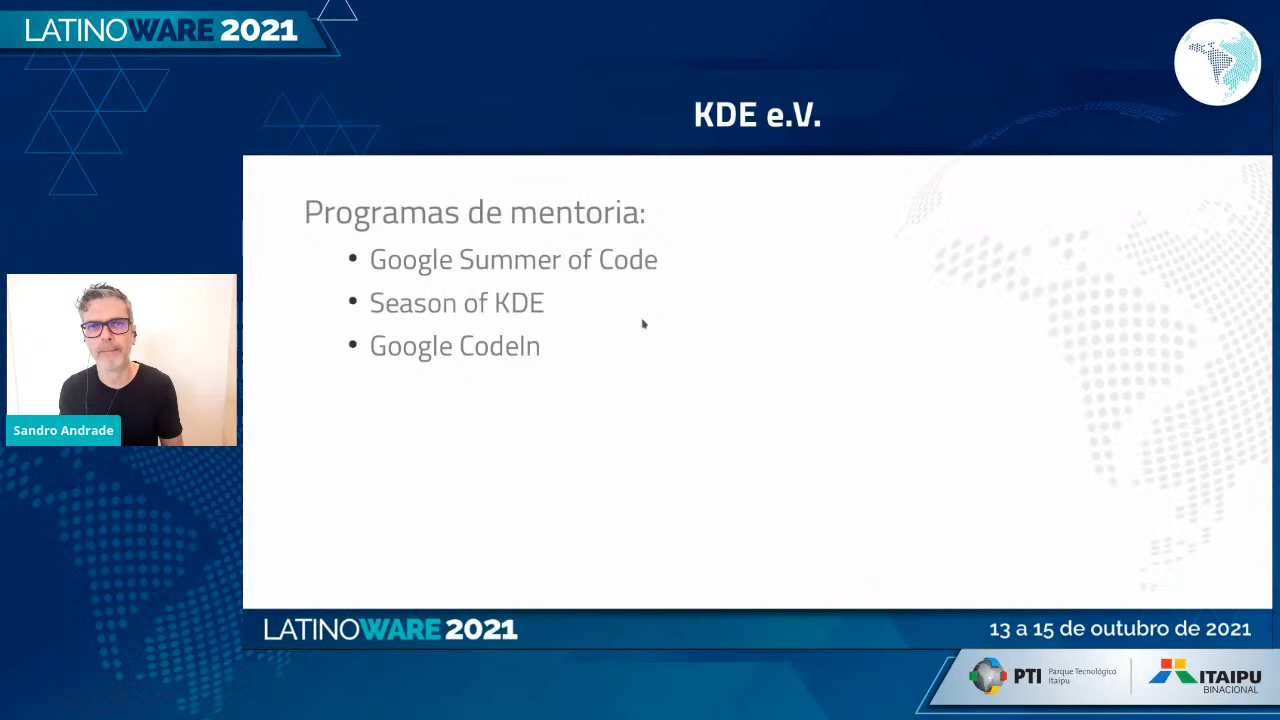 LATINOWARE 2021
KDE e.V.
Programas de mentoria:
• Google Summer of Code
• Season of KDE
• Google CodeIn
Sandro Andrade
LATINOWARE 2021
13 a 15 de outubro de 2021
PTI
Parque Tecnológico
Itaipu
ITAIPU
BINACIONAL